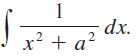 ∫ 1/(x² + a²) dx.